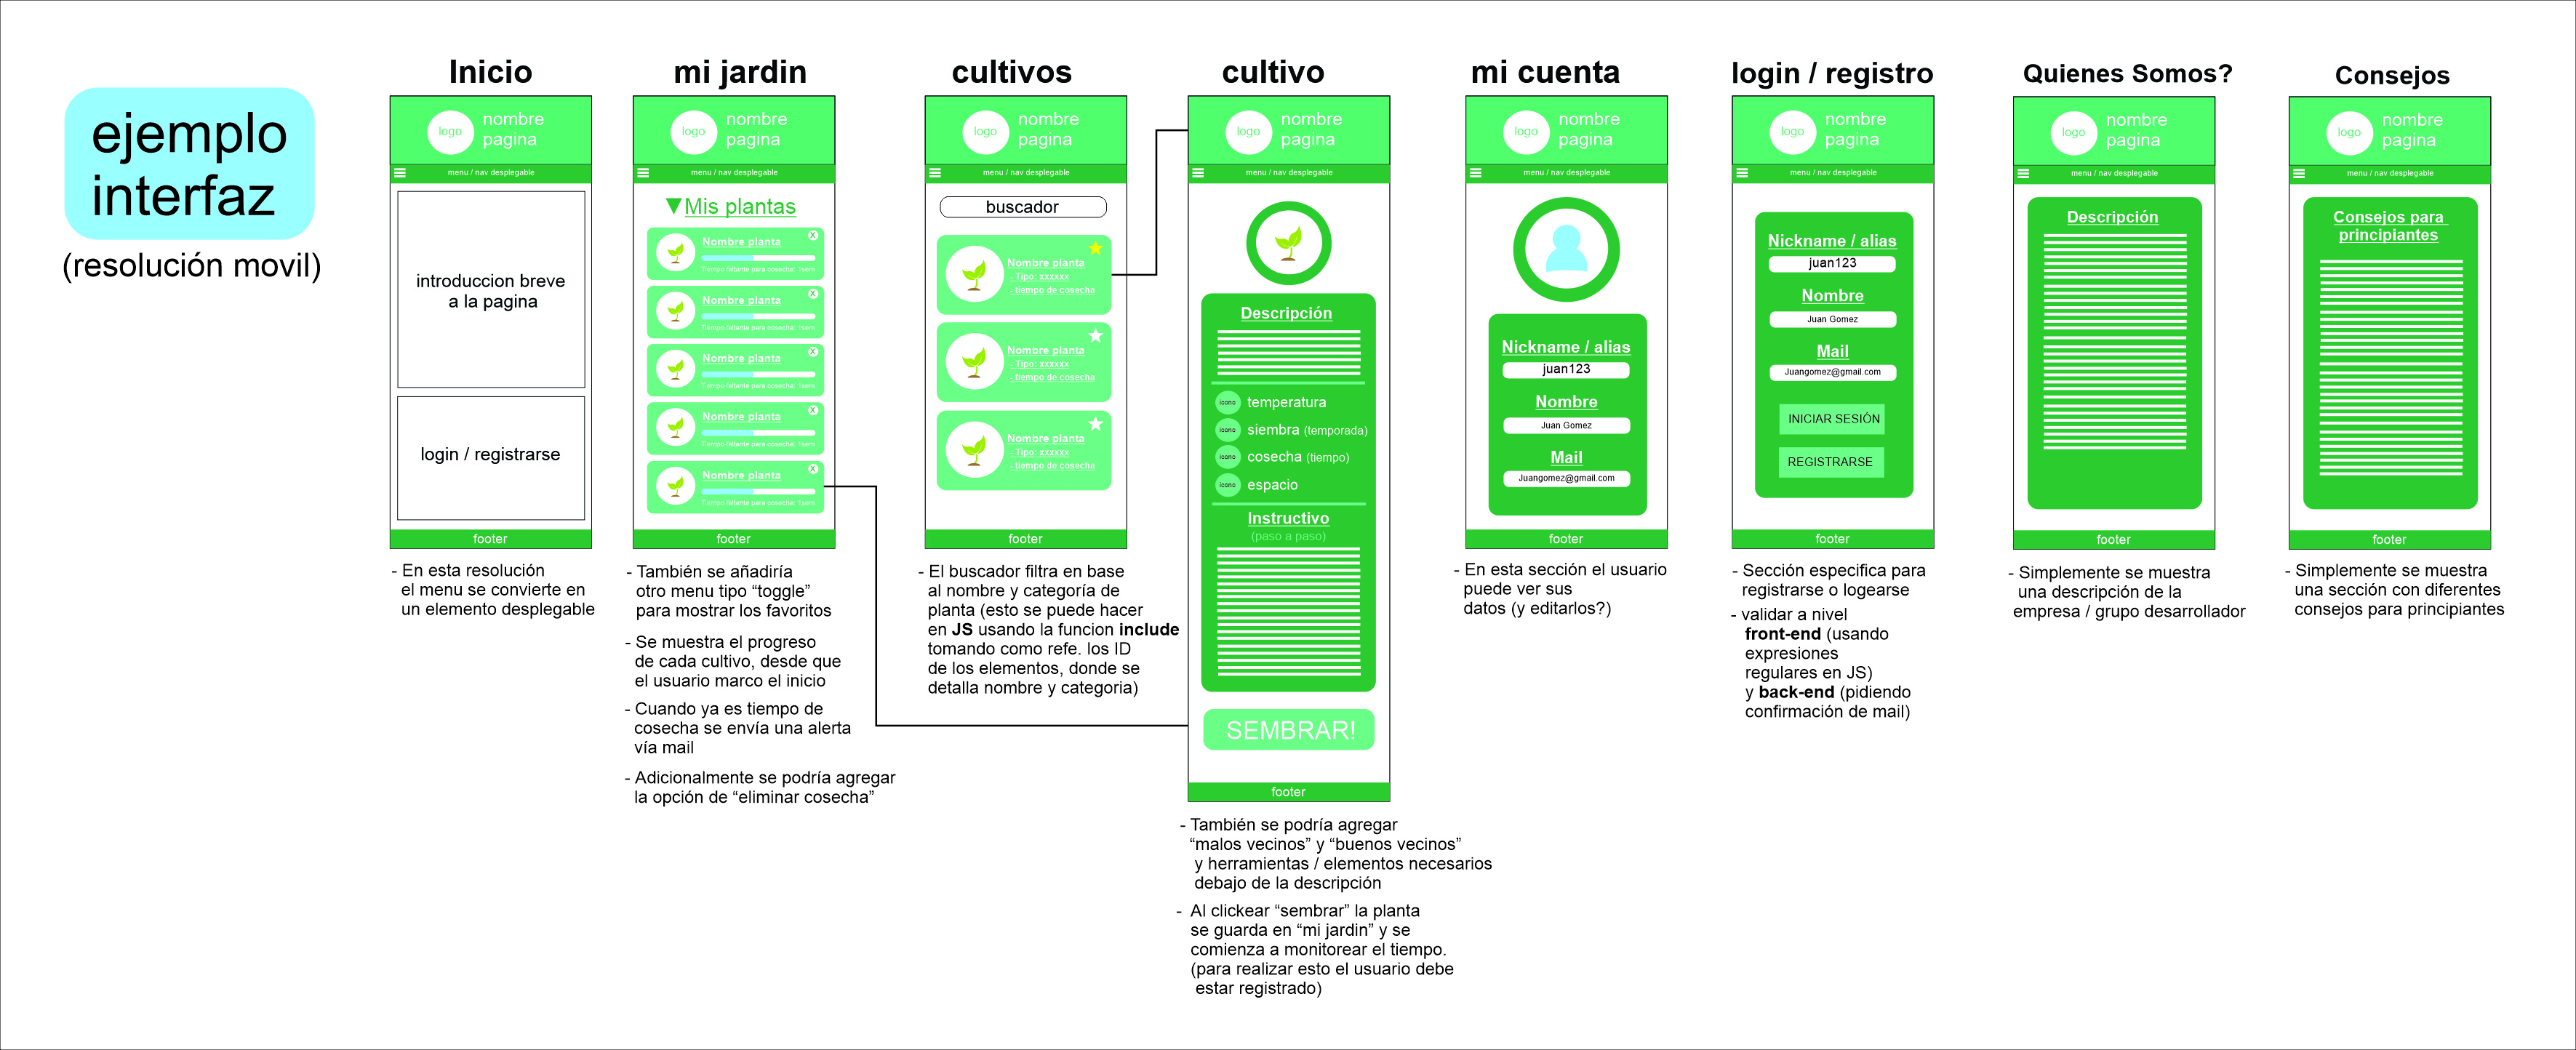 ejemplo
interfaz
(resolución movil)
Inicio
logo
nombre
pagina
menu / nav desplegable
introduccion breve
a la pagina
login / registrarse
footer
- En esta resolución
el menu se convierte en
un elemento desplegable
mi jardin
logo
nombre
pagina
menu / nav desplegable
▼Mis plantas
X
Nombre planta
Tiempo faltante para cosecha: 1sem
X
Nombre planta
Tiempo faltante para cosecha: 1sem
X
Nombre planta
Tiempo faltante para cosecha: 1sem
X
Nombre planta
Tiempo faltante para cosecha: 1sem
X
Nombre planta
Tiempo faltante para cosecha: 1sem
footer
- También se añadiría
otro menu tipo “toggle”
para mostrar los favoritos
- Se muestra el progreso
de cada cultivo, desde que
el usuario marco el inicio
- Cuando ya es tiempo de
cosecha se envía una alerta
vía mail
- Adicionalmente se podría agregar
la opción de “eliminar cosecha”
cultivos
logo
nombre
pagina
menu / nav desplegable
buscador
Nombre planta
- Tipo: xxxxxx
- tiempo de cosecha
Nombre planta
- Tipo: xxxxxx
- tiempo de cosecha
Nombre planta
- Tipo: xxxxxx
- tiempo de cosecha
footer
- El buscador filtra en base
al nombre y categoría de
planta (esto se puede hacer
en JS usando la funcion include
tomando como refe. los ID
de los elementos, donde se
detalla nombre y categoria)
cultivo
logo
nombre
pagina
menu / nav desplegable
Descripción
icono temperatura
icono siembra (temporada)
icono cosecha (tiempo)
icono espacio
Instructivo
(paso a paso)
SEMBRAR!
footer
- También se podría agregar
“malos vecinos” y “buenos vecinos”
y herramientas / elementos necesarios
debajo de la descripción
- Al clickear “sembrar” la planta
se guarda en “mi jardin” y se
comienza a monitorear el tiempo.
(para realizar esto el usuario debe
estar registrado)
mi cuenta
logo
nombre
pagina
menu / nav desplegable
Nickname / alias
juan123
Nombre
Juan Gomez
Mail
Juangomez@gmail.com
footer
- En esta sección el usuario
puede ver sus
datos (y editarlos?)
login / registro
logo
nombre
pagina
menu / nav desplegable
Nickname / alias
juan123
Nombre
Juan Gomez
Mail
Juangomez@gmail.com
INICIAR SESIÓN
REGISTRARSE
footer
- Sección especifica para
registrarse o logearse
- validar a nivel
front-end (usando
expresiones
regulares en JS)
y back-end (pidiendo
confirmación de mail)
Quienes Somos?
logo
nombre
pagina
menu / nav desplegable
Descripción
footer
- Simplemente se muestra
una descripción de la
empresa / grupo desarrollador
Consejos
logo
nombre
pagina
menu / nav desplegable
Consejos para
principiantes
footer
- Simplemente se muestra
una sección con diferentes
consejos para principiantes